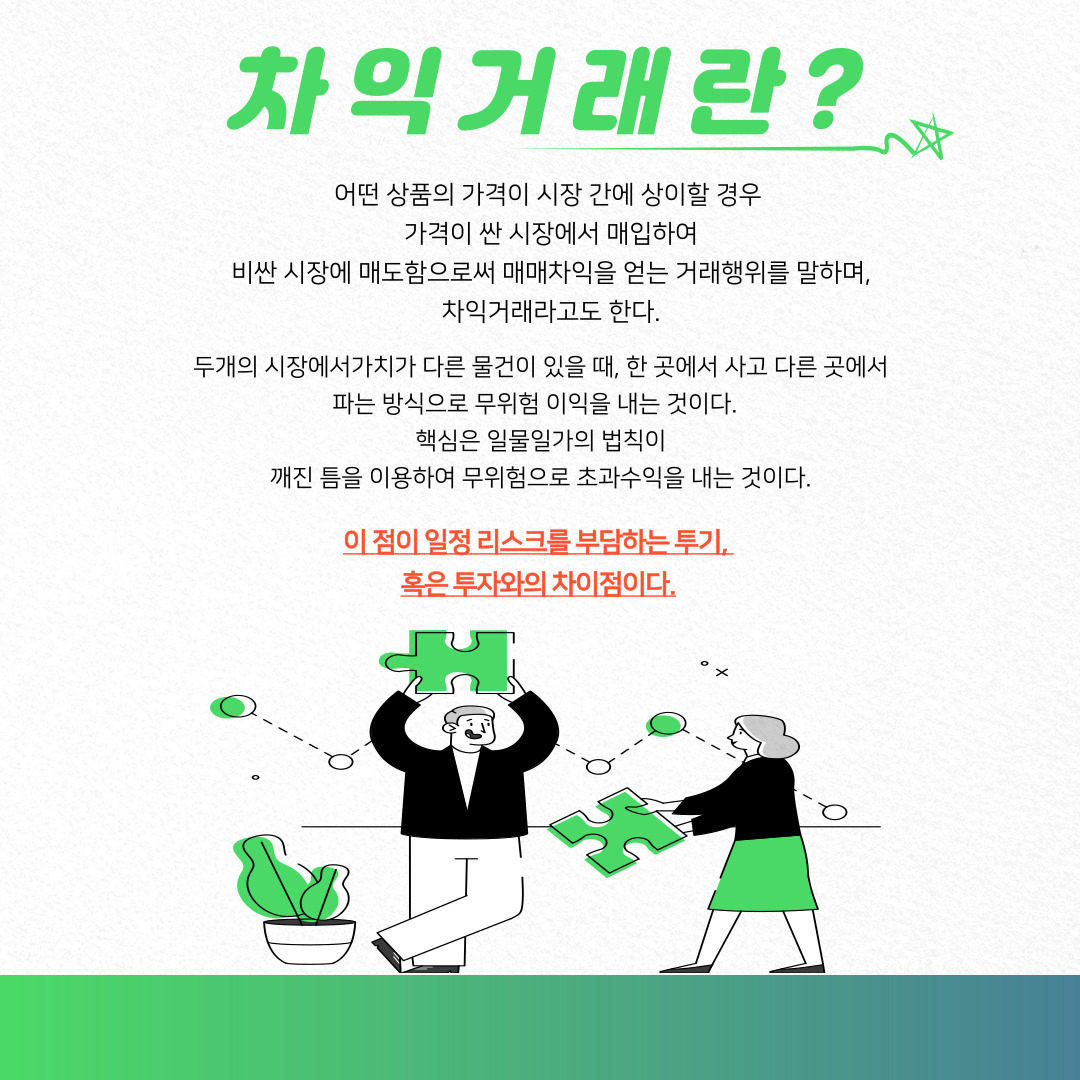 차익거래란?
어떤 상품의 가격이 시장 간에 상이할 경우
가격이 싼 시장에서 매입하여
비싼 시장에 매도함으로써 매매차익을 얻는 거래행위를 말하며,
차익거래라고도 한다.
두개의 시장에서가치가 다른 물건이 있을 때, 한 곳에서 사고 다른 곳에서
파는 방식으로 무위험 이익을 내는 것이다.
핵심은 일물일가의 법칙이
깨진 틈을 이용하여 무위험으로 초과수익을 내는 것이다.
이 점이 일정 리스크를 부담하는 투기,
혹은 투자와의 차이점이다.